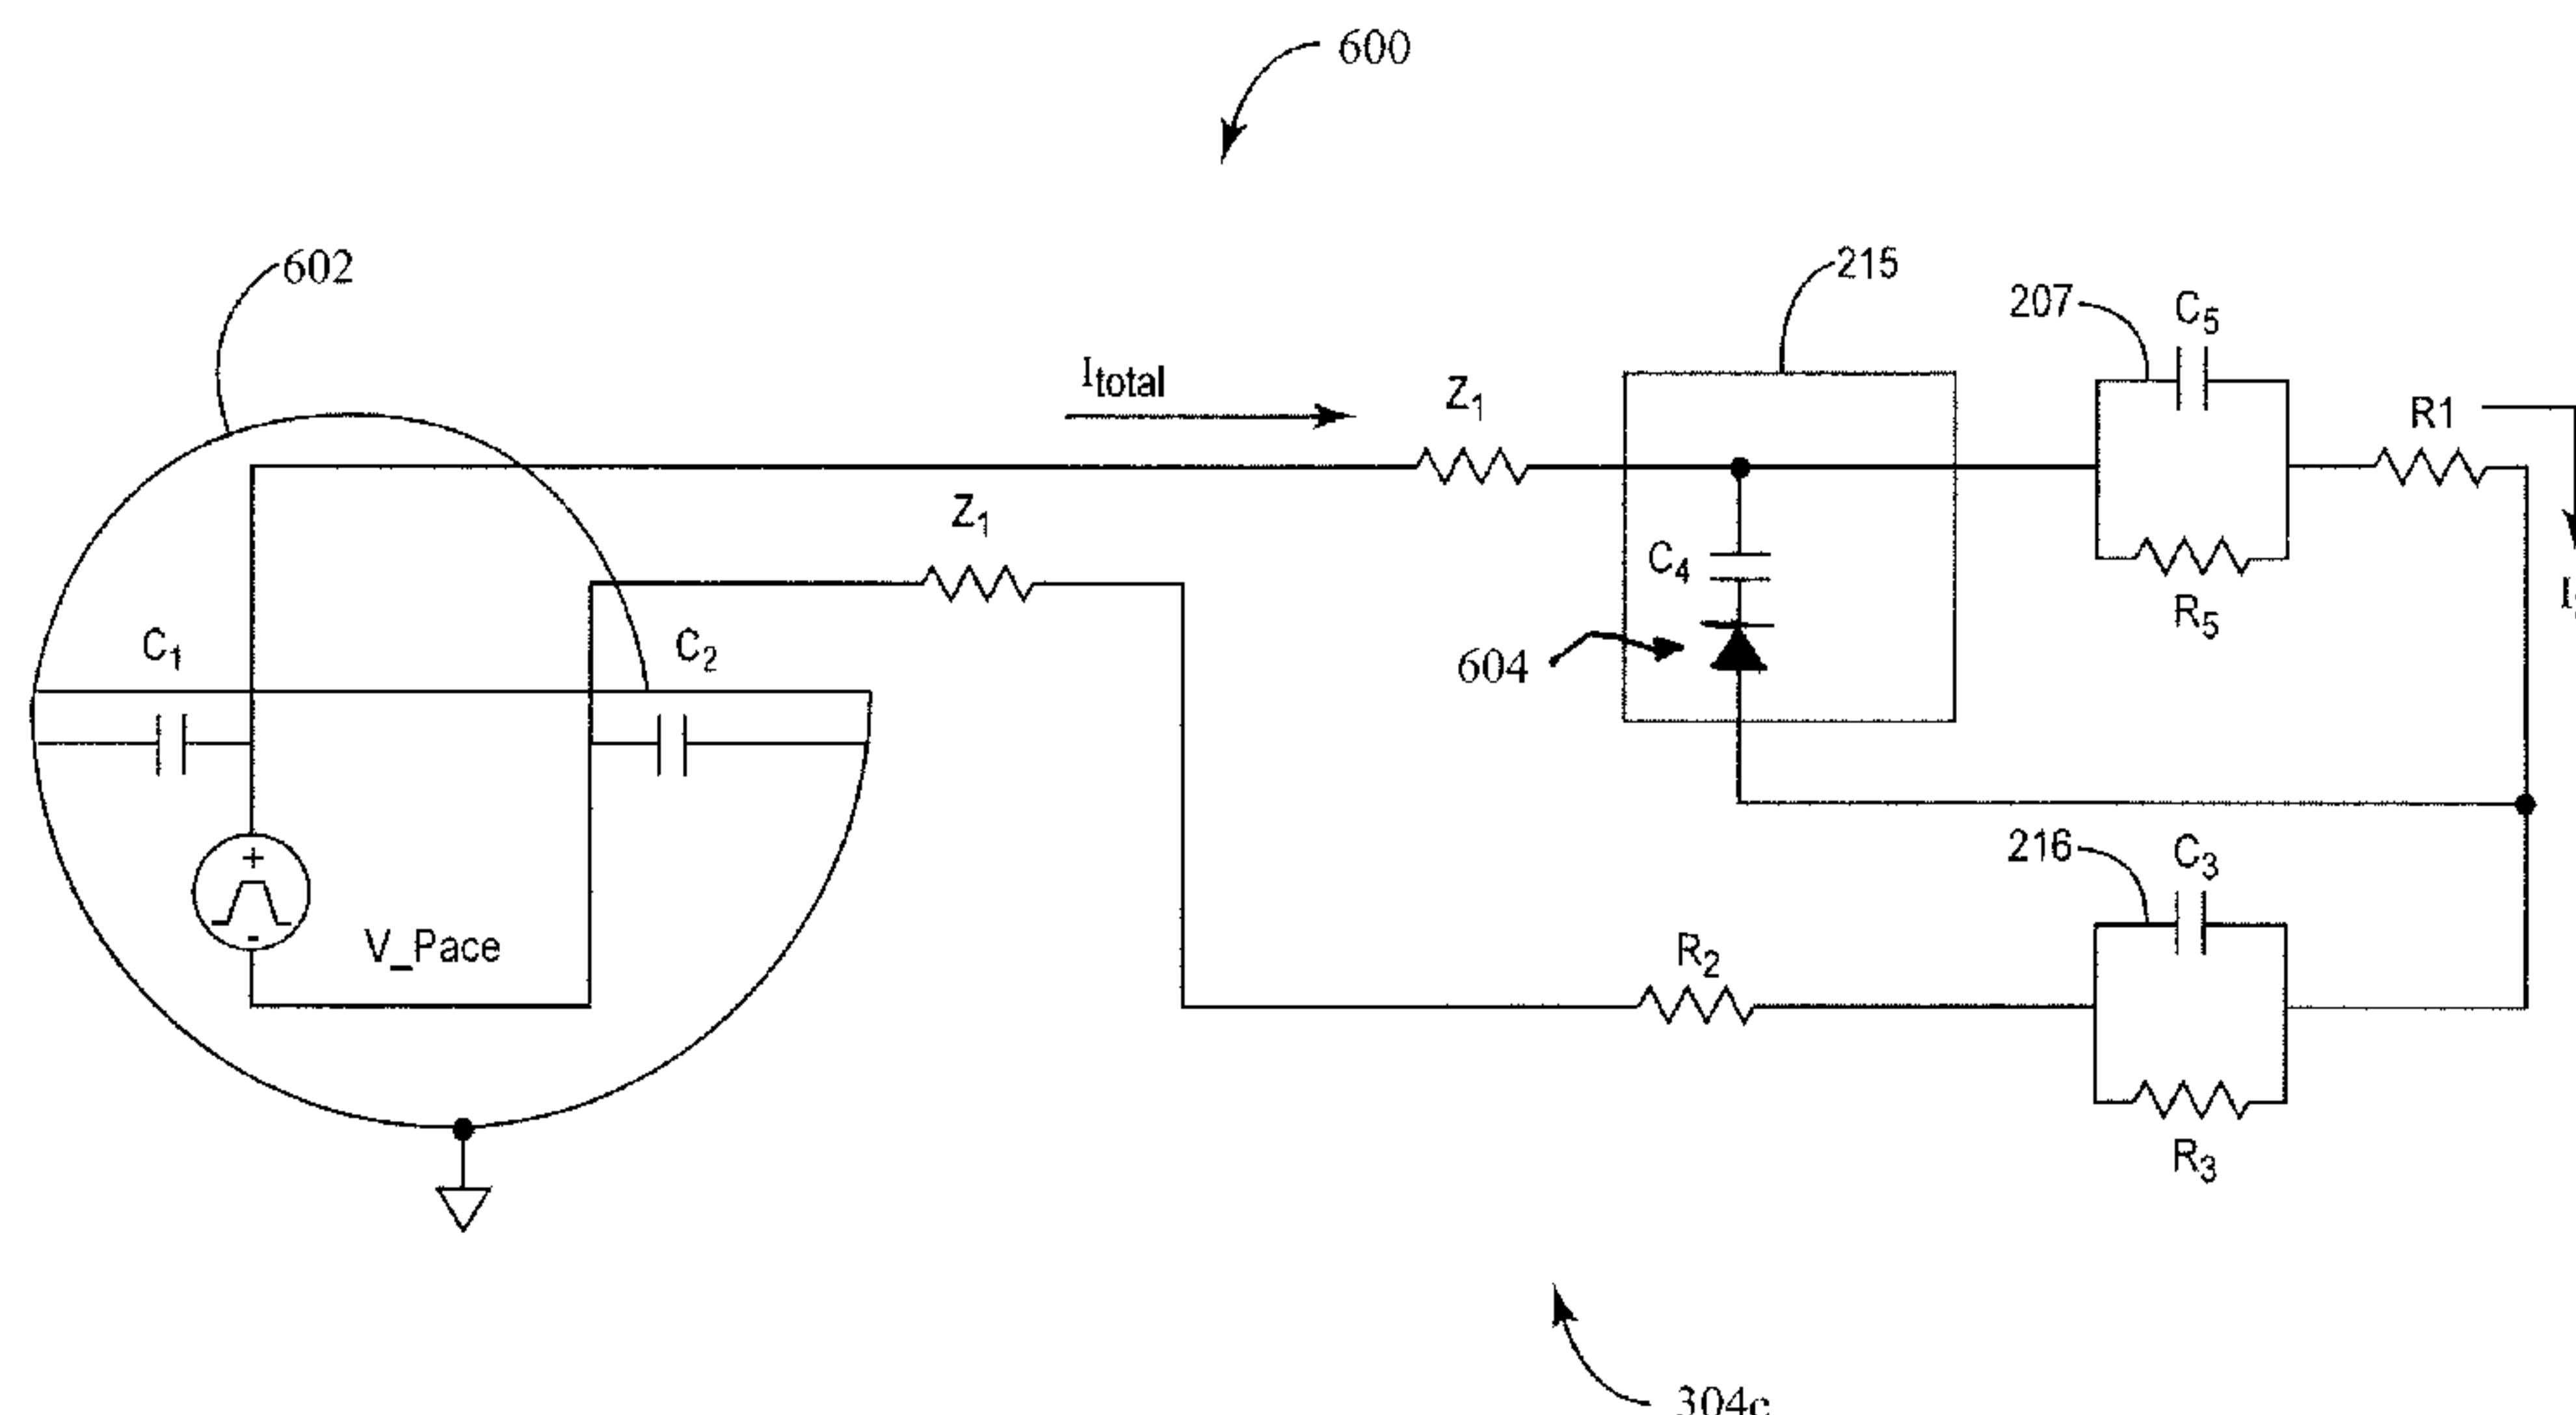 600
602
215
207
C5
Itotal
Z1
R1
Z1
C4
R5
604
C1
C2
+
-
V_Pace
216
C3
R2
R3
304c